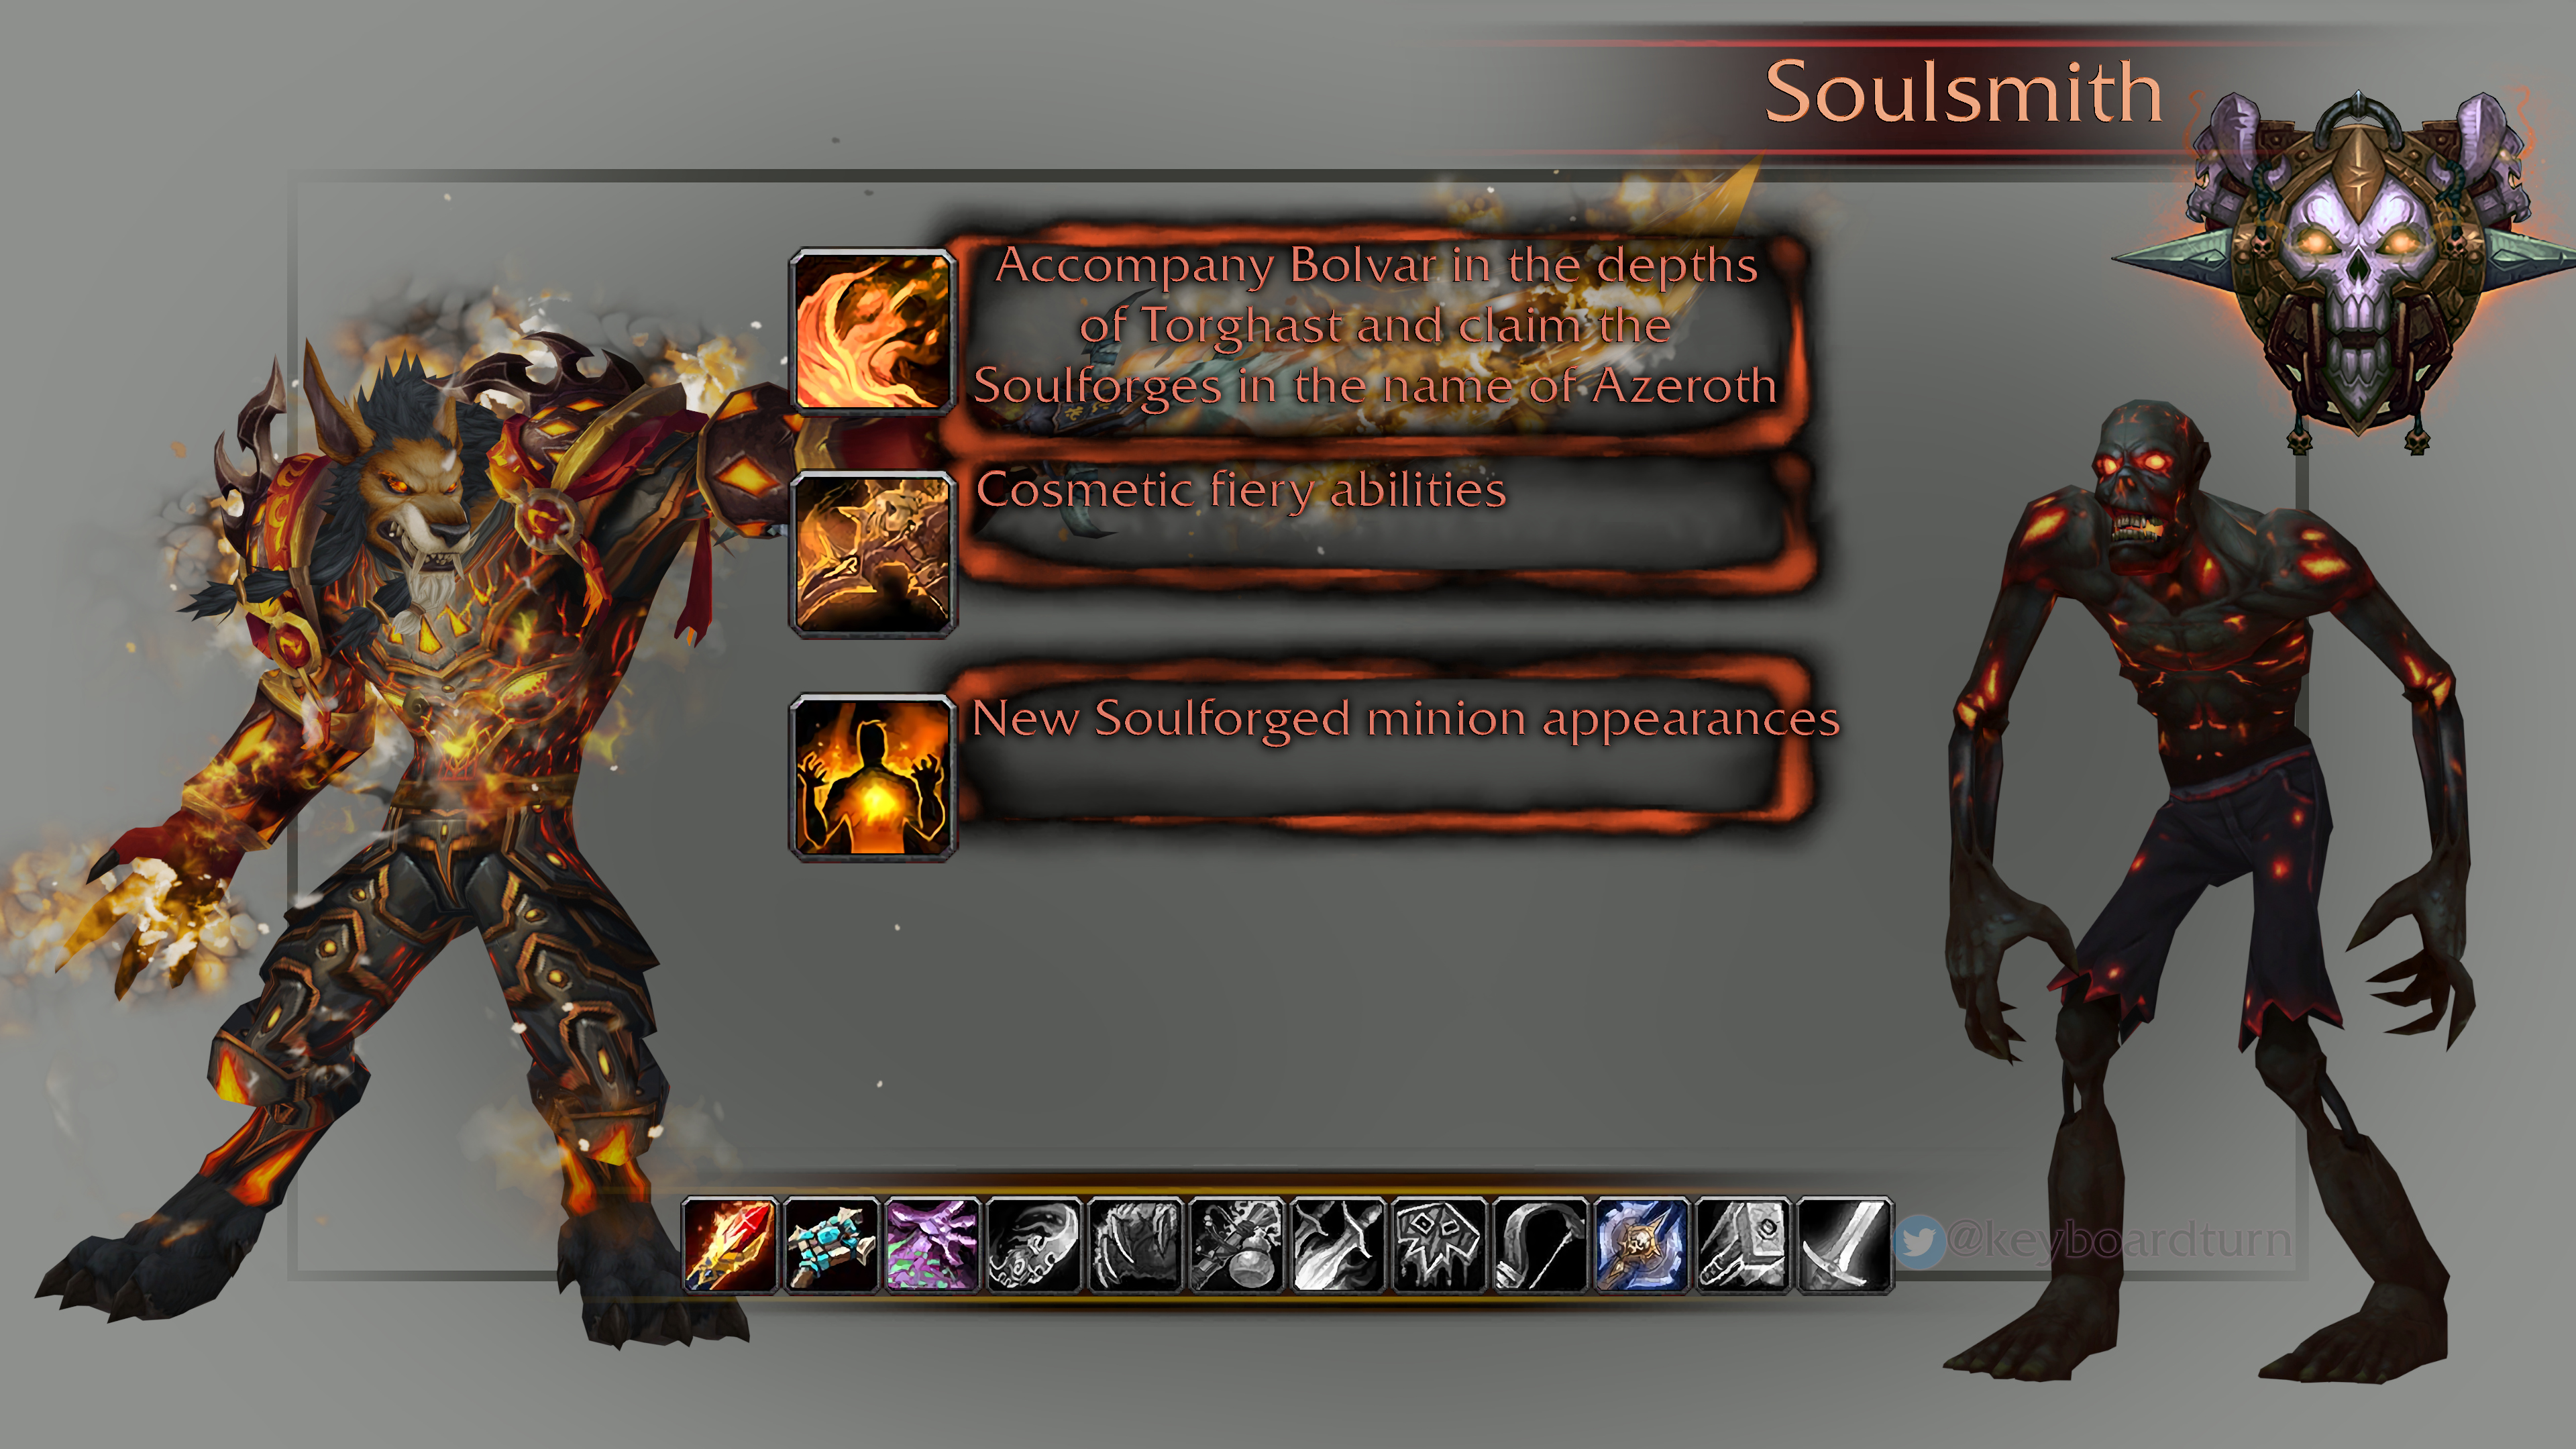 Soulsmith
Accompany Bolvar in the depths
of Torghast and claim the
Soulforges in the name of Azeroth
Cosmetic fiery abilities
New Soulforged minion appearances
@keyboardturn